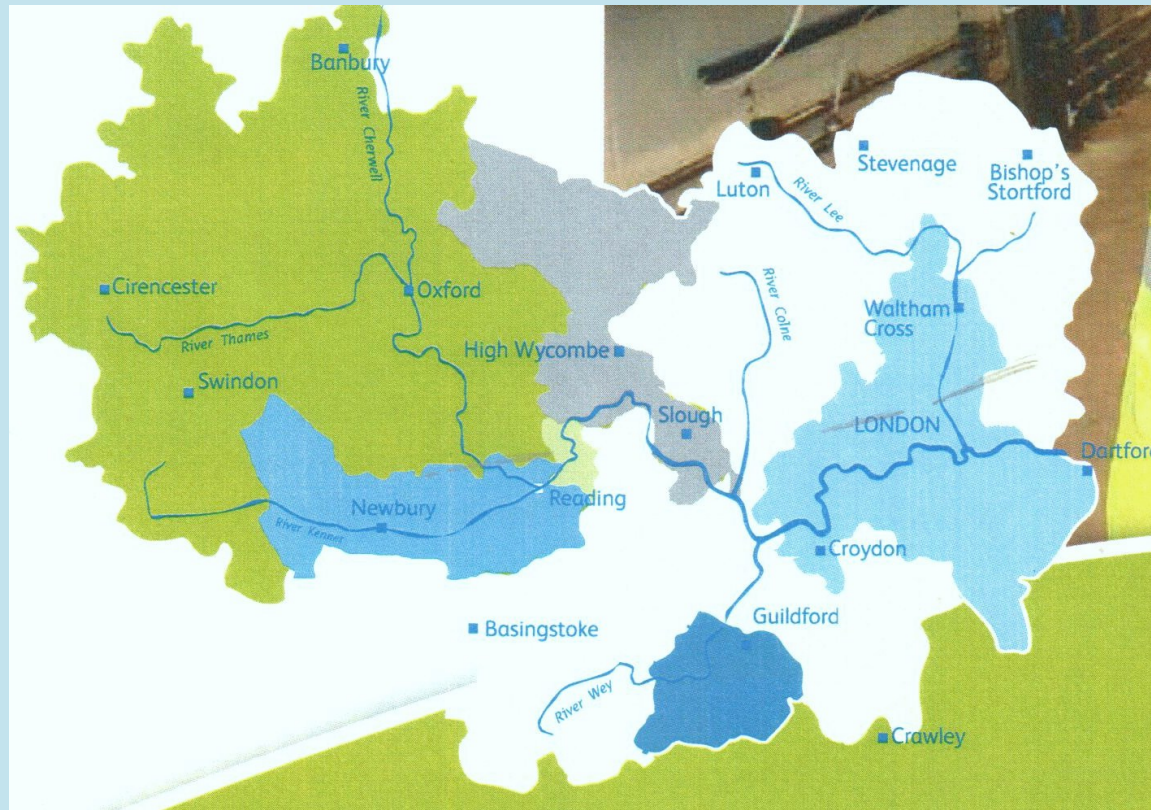 Banbury
River Cherwell
Stevenage
Bishop's
Stortford
Luton
River Lee
Cirencester
Oxford
River Colne
Waltham
Cross
River Thames
High Wycombe
Swindon
Slough
LONDON
Dartford
Reading
Newbury
River Kennet
Croydon
Guildford
Basingstoke
River Wey
Crawley